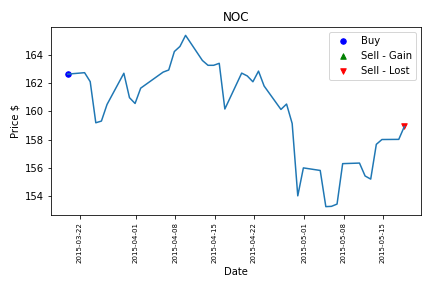 NOC
Buy
Sell - Gain
Sell - Lost
Price $
164
162
160
158
156
154
2015-03-22
2015-04-01
2015-04-08
2015-04-15
2015-04-22
2015-05-01
2015-05-08
2015-05-15
Date